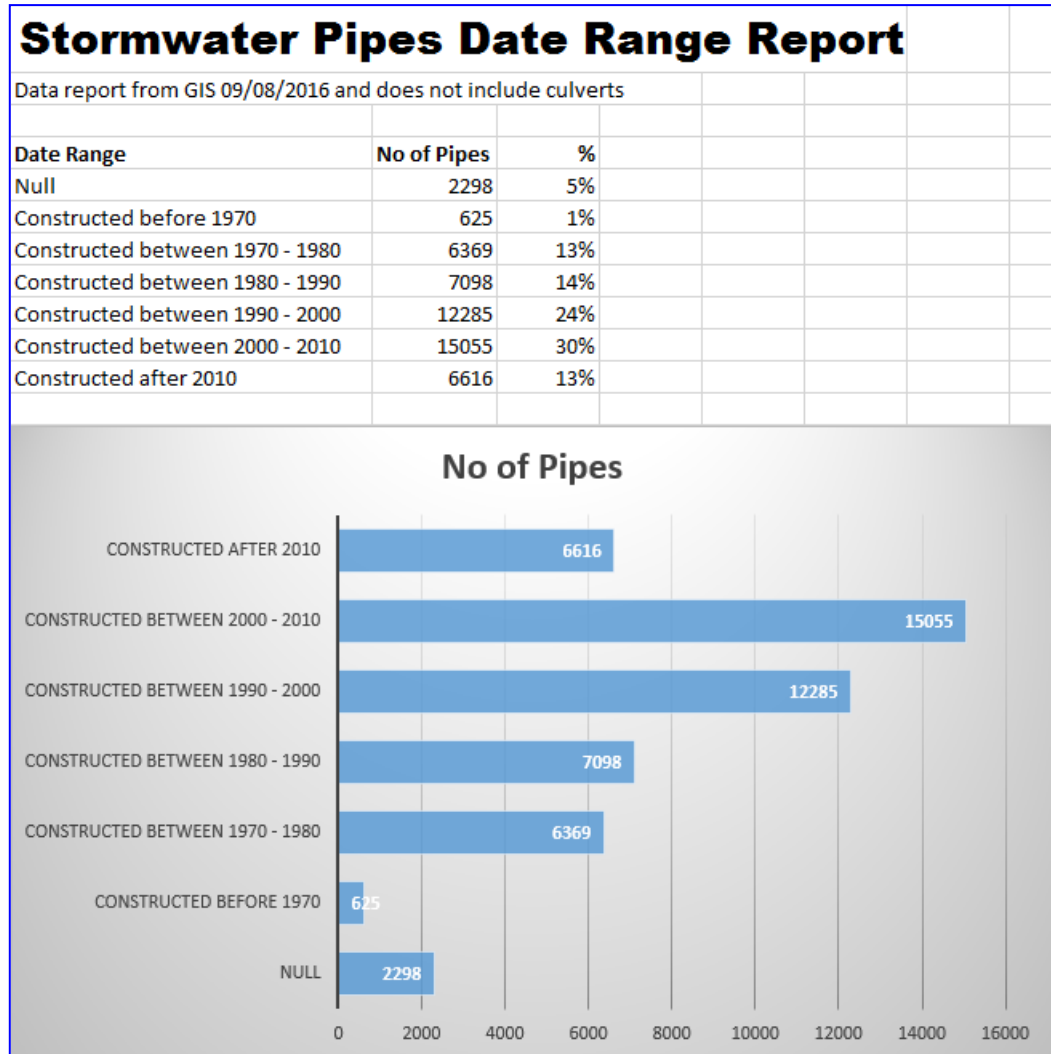 Stormwater Pipes Date Range Report
Data report from GIS 09/08/2016 and does not include culverts
Date Range No of Pipes %
Null 2298 5%
Constructed before 1970 625 1%
Constructed between 1970 - 1980 6369 13%
Constructed between 1980 - 1990 7098 14%
Constructed between 1990 - 2000 12285 24%
Constructed between 2000 - 2010 15055 30%
Constructed after 2010 6616 13%
No of Pipes
CONSTRUCTED AFTER 2010 6616
CONSTRUCTED BETWEEN 2000 - 2010 15055
CONSTRUCTED BETWEEN 1990 - 2000 12285
CONSTRUCTED BETWEEN 1980 - 1990 7098
CONSTRUCTED BETWEEN 1970 - 1980 6369
CONSTRUCTED BEFORE 1970 625
NULL 2298
0 2000 4000 6000 8000 10000 12000 14000 16000